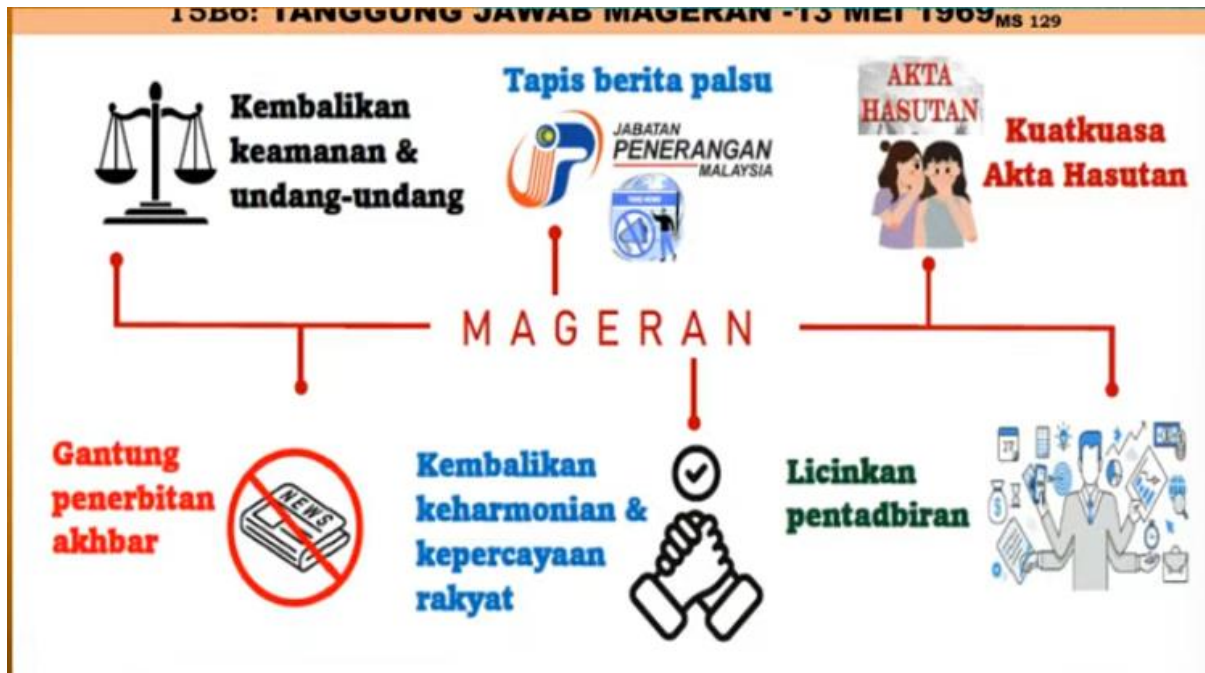 T5B6: TANGGUNG JAWAB MAGERAN -13 MEI 1969 MS 129
Kembalikan
keamanan &
undang-undang
Tapis berita palsu
JABATAN
PENERANGAN
MALAYSIA
AKTA
HASUTAN
Kuatkuasa
Akta Hasutan
MAGERAN
Gantung
penerbitan
akhbar
NEWS
Kembalikan
keharmonian &
kepercayaan
rakyat
Licinkan
pentadbiran